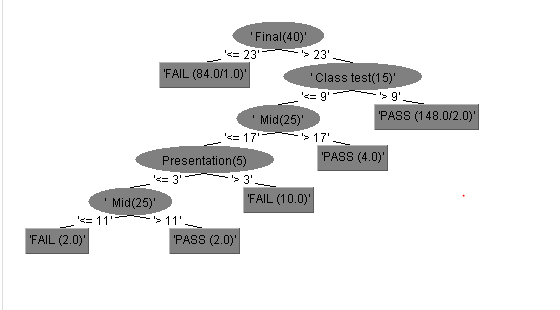 ' Final(40)'
'<= 23' '> 23'
'FAIL (84.0/1.0)' ' Class test(15)'
'<= 9' '> 9'
' Mid(25)' 'PASS (148.0/2.0)'
'<= 17' '> 17'
Presentation(5) 'PASS (4.0)'
'<= 3' '> 3'
' Mid(25)' 'FAIL (10.0)'
'<= 11' '> 11'
'FAIL (2.0)' 'PASS (2.0)'